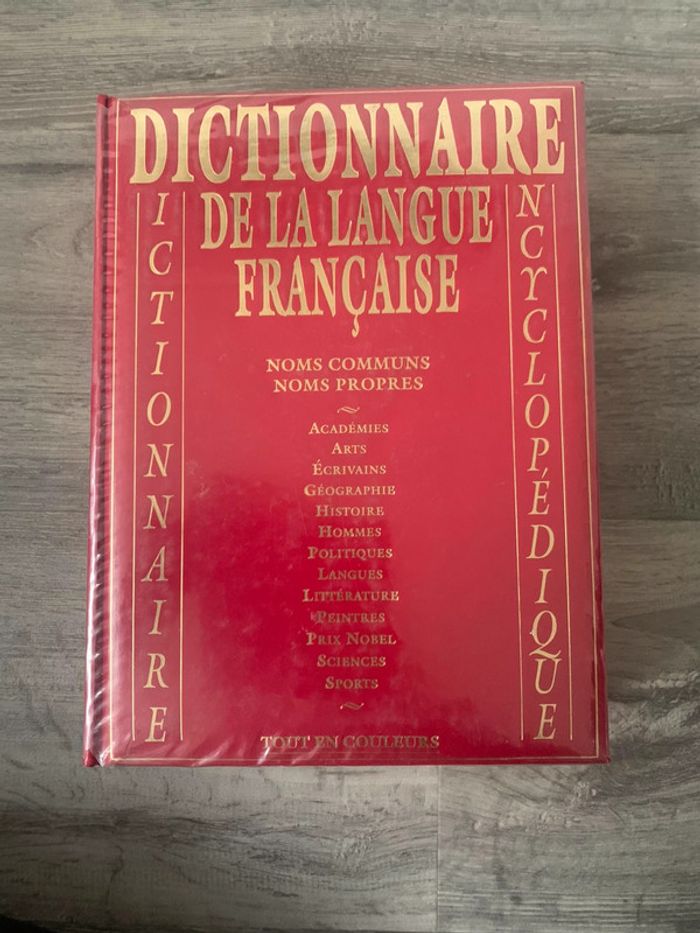 DICTIONNAIRE
DE LA LANGUE
FRANÇAISE
ICTIONNAIRE
NCYCLOPÉDIQUE
NOMS COMMUNS
NOMS PROPRES
ACADÉMIES
ARTS
ÉCRIVAINS
GÉOGRAPHIE
HISTOIRE
HOMMES
POLITIQUES
LANGUES
LITTÉRATURE
PEINTRES
PRIX NOBEL
SCIENCES
SPORTS
TOUT EN COULEURS